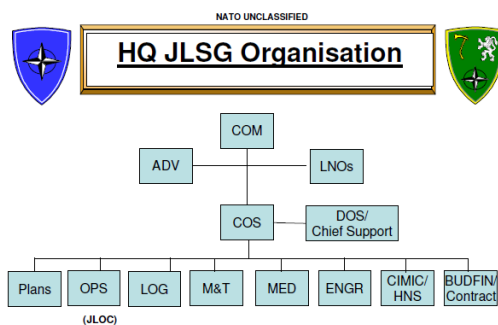 NATO UNCLASSIFIED
HQ JLSG Organisation
COM
ADV
LNOs
COS
DOS/
Chief Support
Plans
OPS
LOG
M&T
MED
ENGR
CIMIC/
HNS
BUDFIN/
Contract
(JLOC)